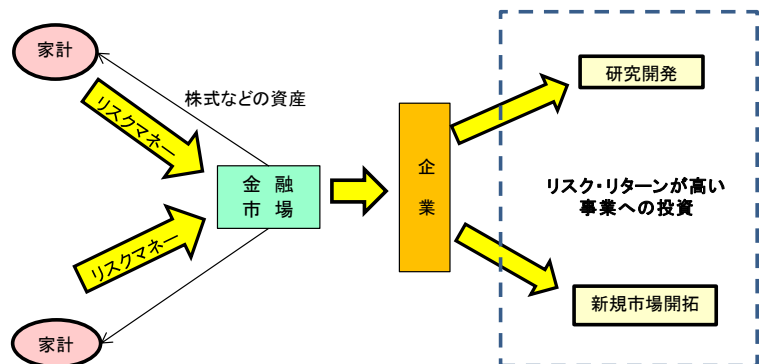 家計
株式などの資産
リスクマネー
金 融
市 場
企
業
研究開発
リスク・リターンが高い
事業への投資
リスクマネー
新規市場開拓
家計